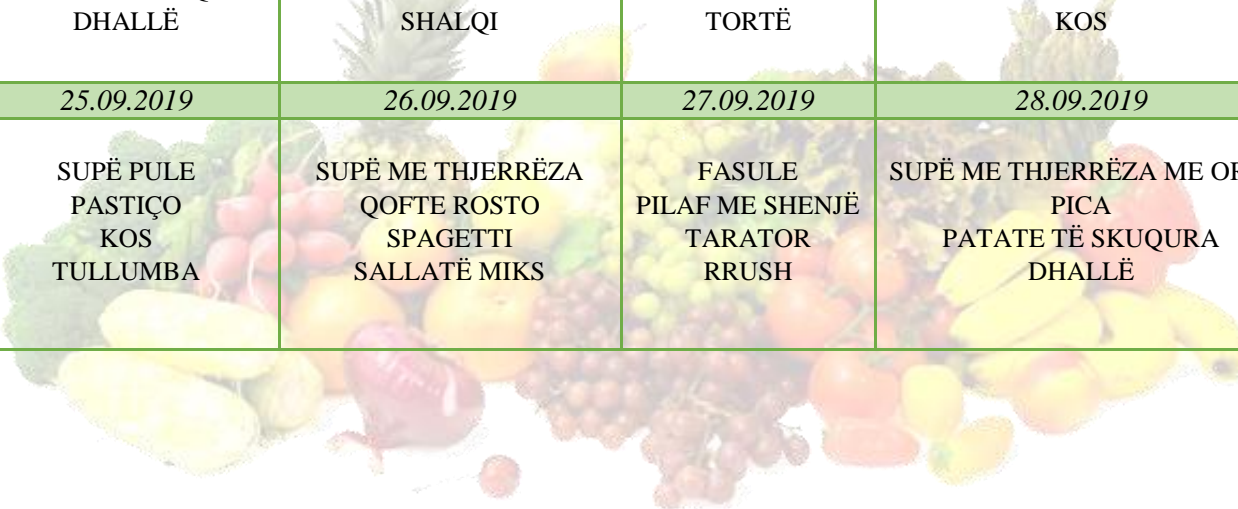 DHALLË SHALQI TORTË KOS
25.09.2019 26.09.2019 27.09.2019 28.09.2019
SUPË PULE SUPË ME THJERRËZA FASULE SUPË ME THJERRËZA ME
PASTIÇO QOFTE ROSTO PILAF ME SHENJË PICA
KOS SPAGETTI TARATOR PATATE TË SKUQURA
TULLUMBA SALLATË MIKS RRUSH DHALLË